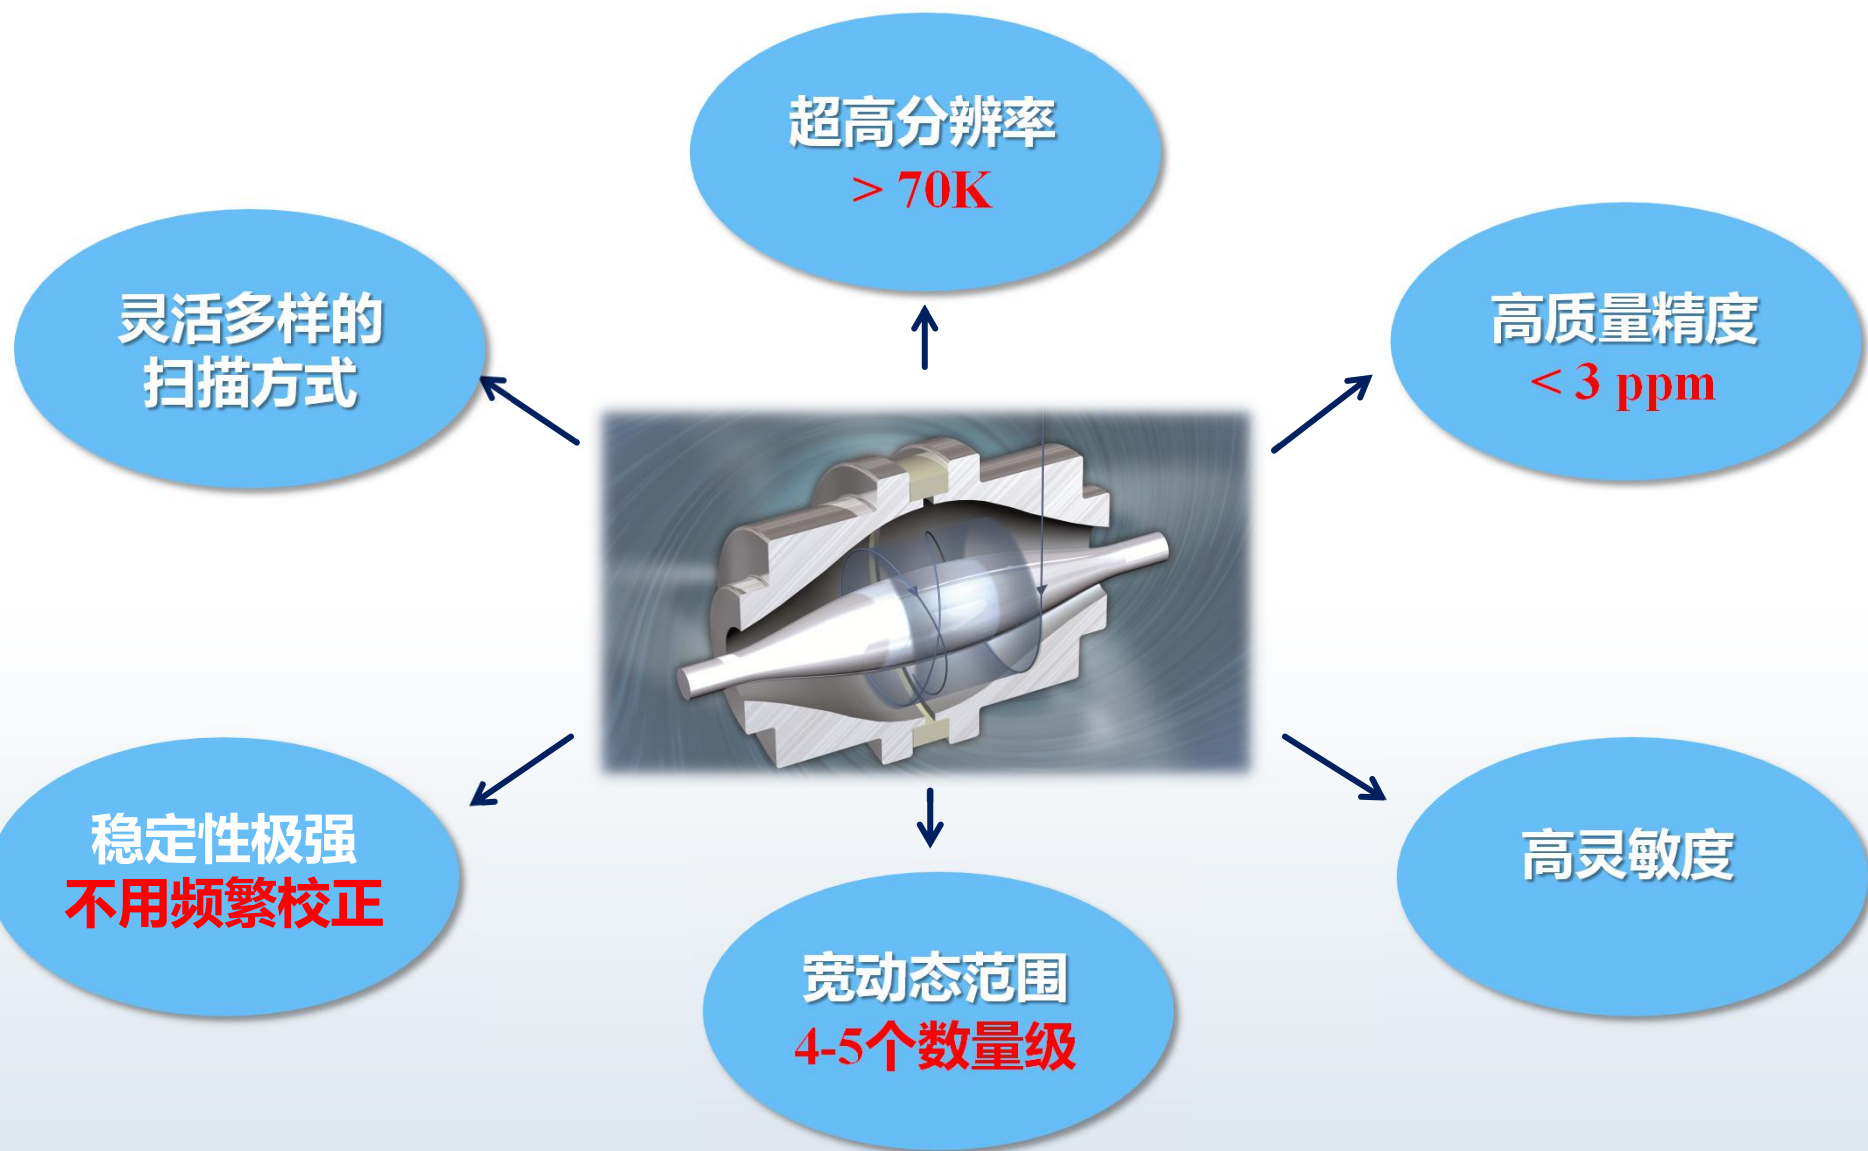 超高分辨率
> 70K
灵活多样的
扫描方式
高质量精度
< 3 ppm
稳定性极强
不用频繁校正
高灵敏度
宽动态范围
4-5个数量级